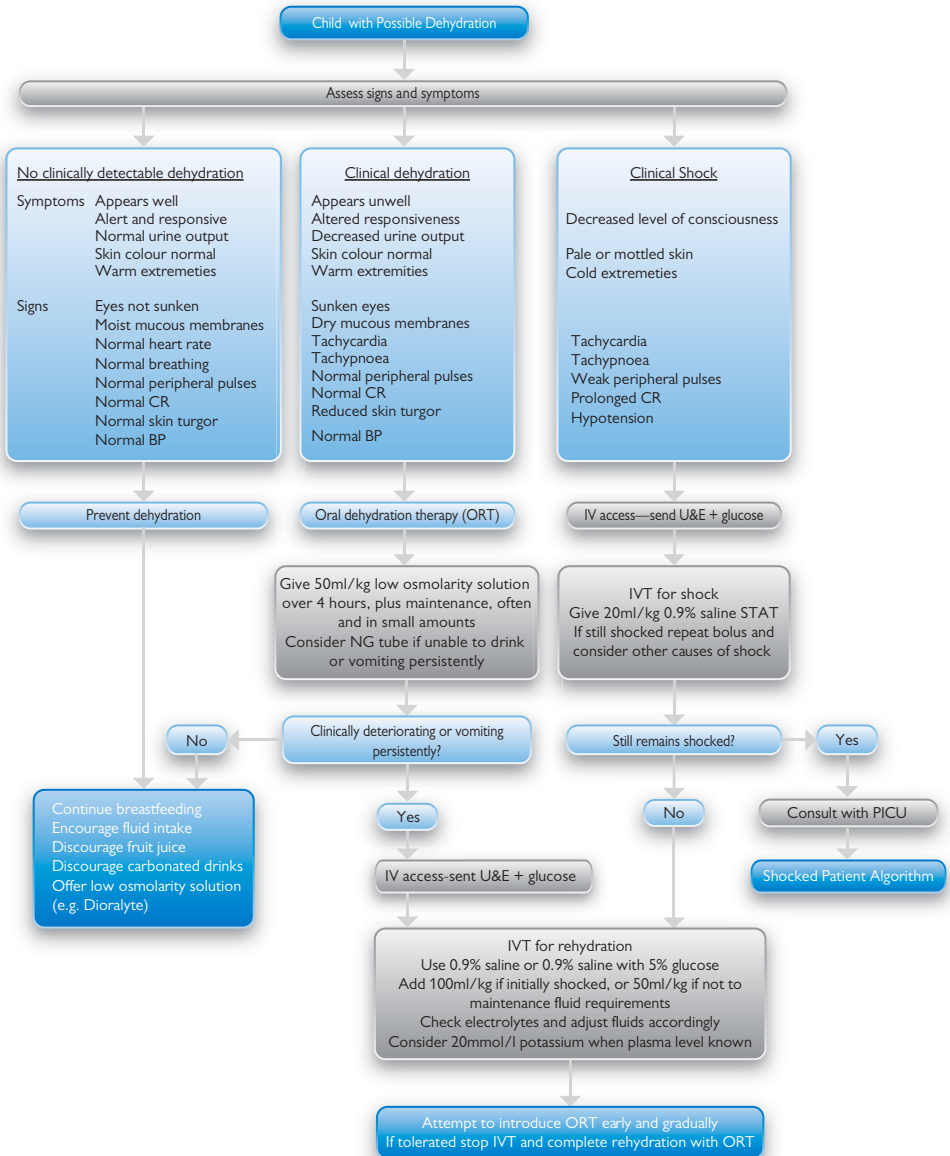 Child with Possible Dehydration
Assess signs and symptoms
No clinically detectable dehydration
Symptoms Appears well
Alert and responsive
Normal urine output
Skin colour normal
Warm extremeties
Signs Eyes not sunken
Moist mucous membranes
Normal heart rate
Normal breathing
Normal peripheral pulses
Normal CR
Normal skin turgor
Normal BP
Clinical dehydration
Appears unwell
Altered responsiveness
Decreased urine output
Skin colour normal
Warm extremities
Sunken eyes
Dry mucous membranes
Tachycardia
Tachypnoea
Normal peripheral pulses
Normal CR
Reduced skin turgor
Normal BP
Clinical Shock
Decreased level of consciousness
Pale or mottled skin
Cold extremeties
Tachycardia
Tachypnoea
Weak peripheral pulses
Prolonged CR
Hypotension
Prevent dehydration
Oral dehydration therapy (ORT)
IV access—send U&E + glucose
Give 50ml/kg low osmolarity solution
over 4 hours, plus maintenance, often
and in small amounts
Consider NG tube if unable to drink
or vomiting persistently
IVT for shock
Give 20ml/kg 0.9% saline STAT
If still shocked repeat bolus and
consider other causes of shock
No
Clinically deteriorating or vomiting
persistently?
Still remains shocked?
Yes
Continue breastfeeding
Encourage fluid intake
Discourage fruit juice
Discourage carbonated drinks
Offer low osmolarity solution
(e.g. Dioralyte)
Yes
No
Consult with PICU
IV access-sent U&E + glucose
Shocked Patient Algorithm
IVT for rehydration
Use 0.9% saline or 0.9% saline with 5% glucose
Add 100ml/kg if initially shocked, or 50ml/kg if not to
maintenance fluid requirements
Check electrolytes and adjust fluids accordingly
Consider 20mmol/l potassium when plasma level known
Attempt to introduce ORT early and gradually
If tolerated stop IVT and complete rehydration with ORT